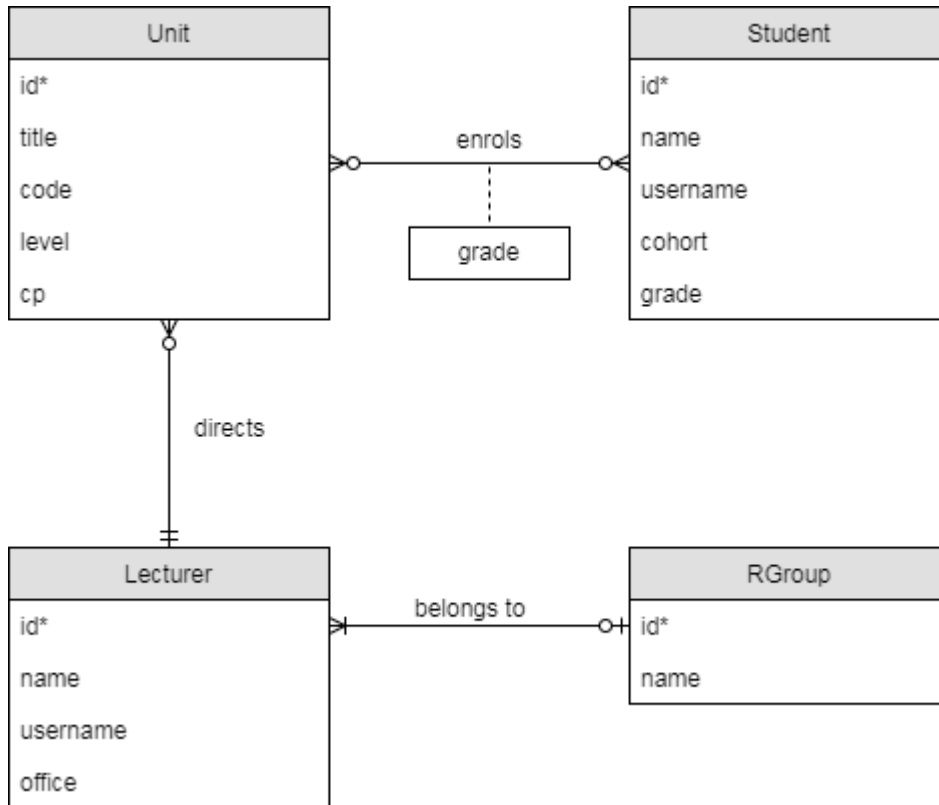 Unit
id*
title
code
level
cp
enrols
grade
Student
id*
name
username
cohort
grade
directs
Lecturer
id*
name
username
office
belongs to
RGroup
id*
name